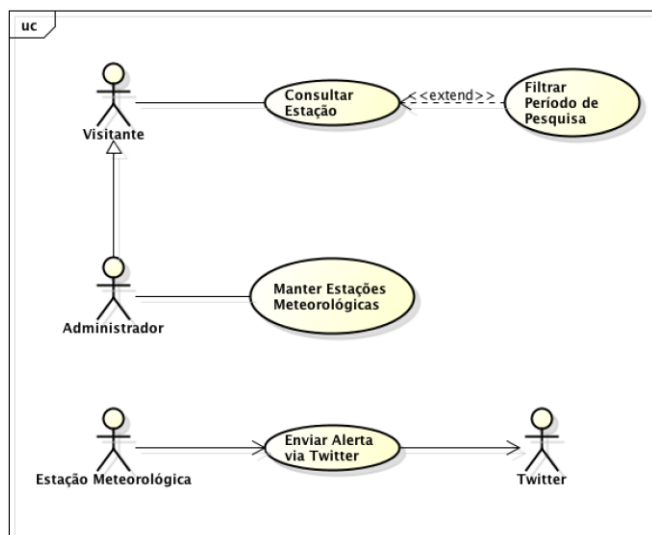 uc
Consultar
Estação
<<extend>>
Filtrar
Período de
Pesquisa
Visitante
Manter Estações
Meteorológicas
Administrador
Enviar Alerta
via Twitter
Estação Meteorológica
Twitter